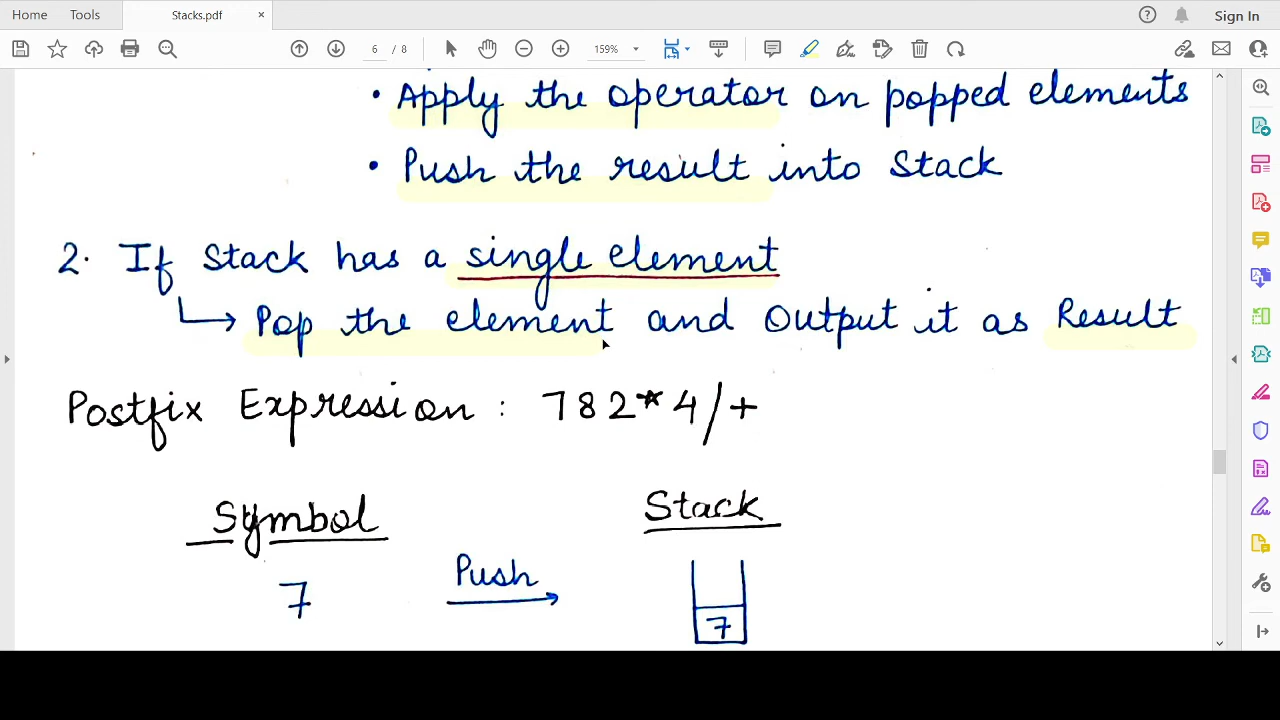 Home Tools Stacks.pdf × Sign In
6 / 8 159%
• Apply the operator on popped elements
• Push the result into Stack
2. If Stack has a single element
Pop the element and Output it as Result
Postfix Expression : 7 8 2 * 4 / +
Symbol Stack
7 Push 7